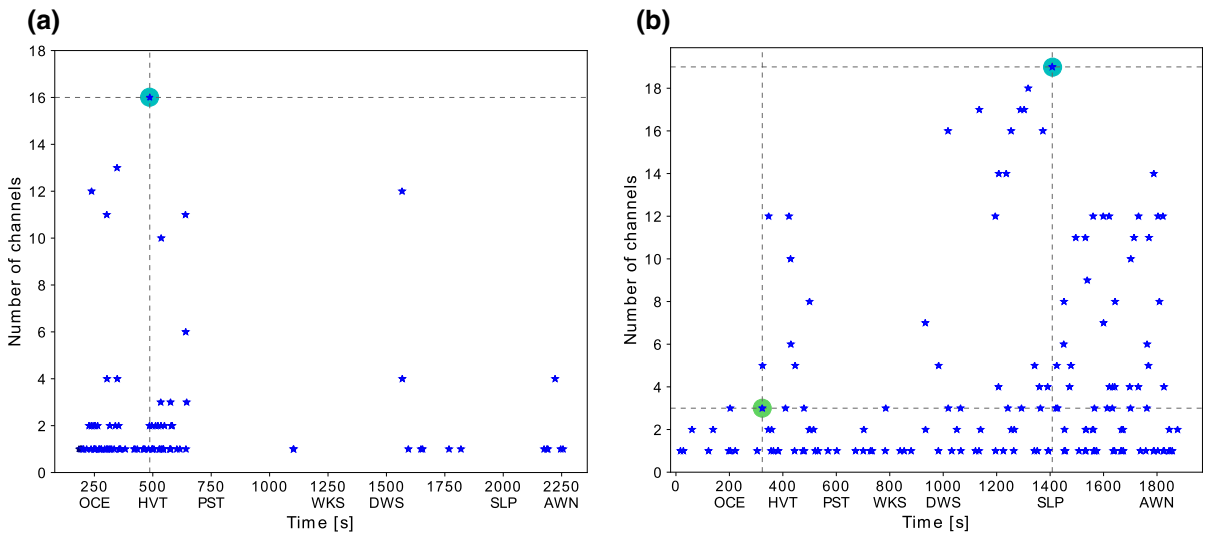 (a)
18
16
14
12
10
8
6
4
2
0
Number of channels
250 500 750 1000 1250 1500 1750 2000 2250
OCE HVT PST WKS DWS SLP AWN
Time [s]
(b)
18
16
14
12
10
8
6
4
2
0
Number of channels
0 200 400 600 800 1000 1200 1400 1600 1800
OCE HVT PST WKS DWS SLP AWN
Time [s]